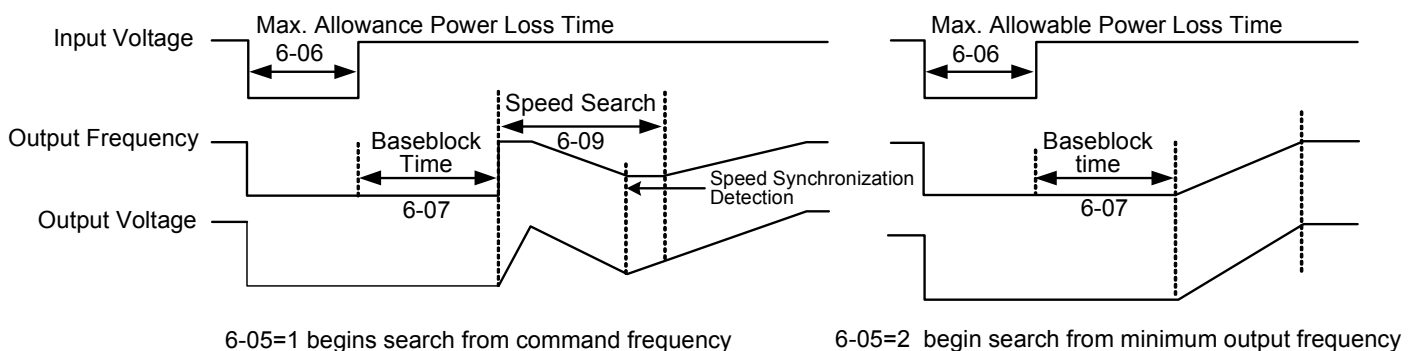 Max. Allowance Power Loss Time
Input Voltage
6-06
Speed Search
6-09
Output Frequency
Baseblock
Time
6-07
Speed Synchronization
Detection
Output Voltage
6-05=1 begins search from command frequency
Max. Allowable Power Loss Time
6-06
Baseblock
time
6-07
6-05=2 begin search from minimum output frequency